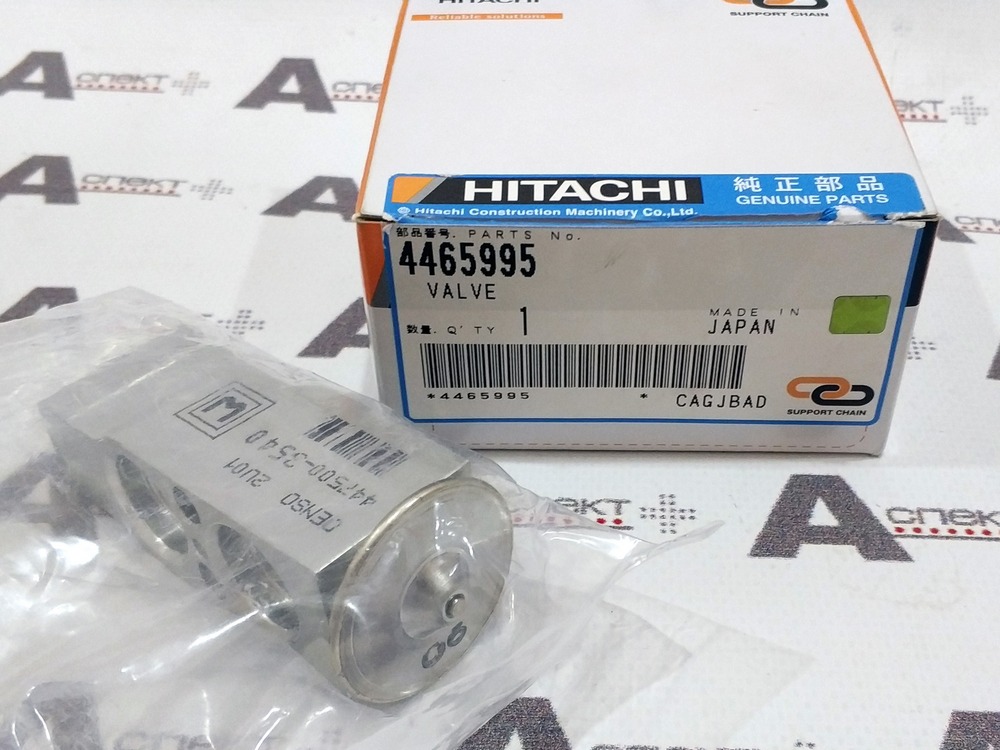 HITACHI
Reliable solutions
SUPPORT CHAIN
HITACHI
純正部品
GENUINE PARTS
© Hitachi Construction Machinery Co.,Ltd.
部品番号. PARTS No.
4465995
VALVE
数量. Q'TY 1
MADE IN
JAPAN
*4465995 *
CAGJBAD
SUPPORT CHAIN
447500-3540
DENSO 2U01
90
Аспект
Аспект
Аспект
Аспект